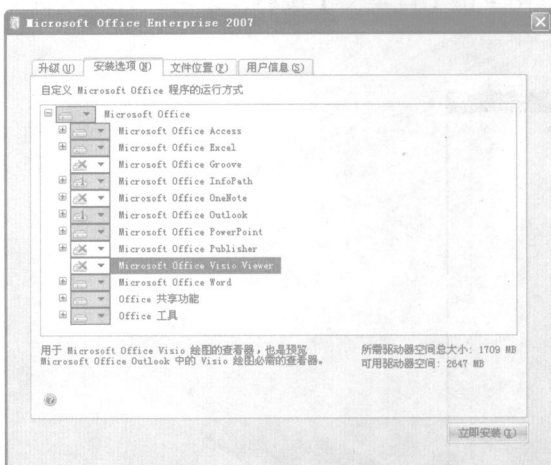 Microsoft Office Enterprise 2007
升级(U) 安装选项(N) 文件位置(F) 用户信息(S)
自定义 Microsoft Office 程序的运行方式
Microsoft Office
Microsoft Office Access
Microsoft Office Excel
Microsoft Office Groove
Microsoft Office InfoPath
Microsoft Office OneNote
Microsoft Office Outlook
Microsoft Office PowerPoint
Microsoft Office Publisher
Microsoft Office Visio Viewer
Microsoft Office Word
Office 共享功能
Office 工具
用于 Microsoft Office Visio 绘图的查看器,也是预览 所需驱动器空间总大小: 1709 MB
Microsoft Office Outlook 中的 Visio 绘图必需的查看器。 可用驱动器空间: 2647 MB
立即安装(I)